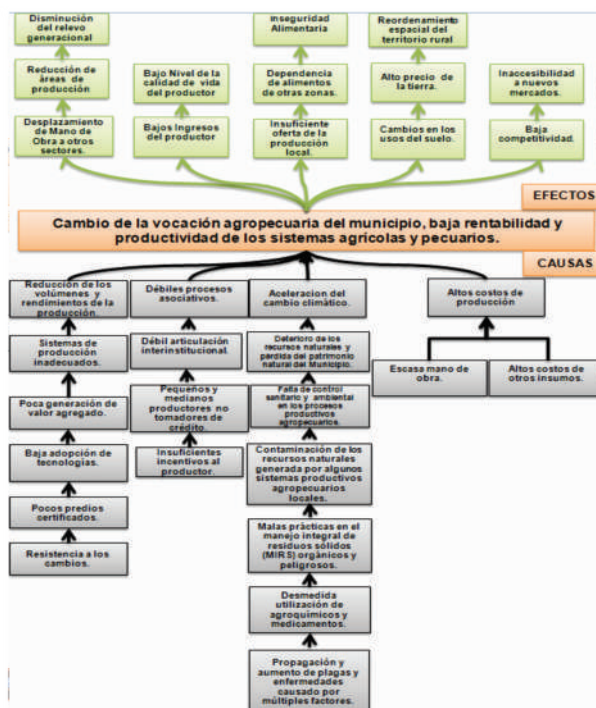 Disminución
del relevo
generacional
inseguridad
Alimentaria
Reordenamiento
espacial del
territorio rural
Reducción de
áreas de
producción
Bajo Nivel de la
calidad de vida
del productor
Dependencia
de alimentos
de otras zonas.
Alto precio de
la tierra.
Inaccesibilidad
a nuevos
mercados.
Desplazamiento
de Mano de
Obra a otros
sectores.
Bajos Ingresos
del productor
Insuficiente
oferta de la
producción
local.
Cambios en los
usos del suelo.
Baja
competitividad.
EFECTOS
Cambio de la vocación agropecuaria del municipio, baja rentabilidad y
productividad de los sistemas agrícolas y pecuarios.
CAUSAS
Reducción de los
volúmenes y
rendimientos de la
producción.
Débiles procesos
asociativos.
Aceleracion del
cambio climático.
Altos costos de
producción
Sistemas de
producción
inadecuados.
Débil articulación
interinstitucional.
Deterioro de los
recursos naturales y
pérdida del patrimonio
natural del Municipio.
Escasa mano de
obra.
Altos costos de
otros insumos.
Poca generación de
valor agregado.
Pequeños y
medianos
productores no
tomadores de
crédito.
Falta de control
sanitario y ambiental
en los procesos
productivos
agropecuarios.
Baja adopción de
tecnologías.
Insuficientes
incentivos al
productor.
Contaminación de los
recursos naturales
generada por algunos
sistemas productivos
agropecuarios
locales.
Pocos predios
certificados.
Malas prácticas en el
manejo integral de
residuos sólidos
(MIRS) orgánicos y
peligrosos.
Resistencia a los
cambios.
Desmedida
utilización de
agroquímicos y
medicamentos.
Propagación y
aumento de plagas y
enfermedades
causado por
múltiples factores.